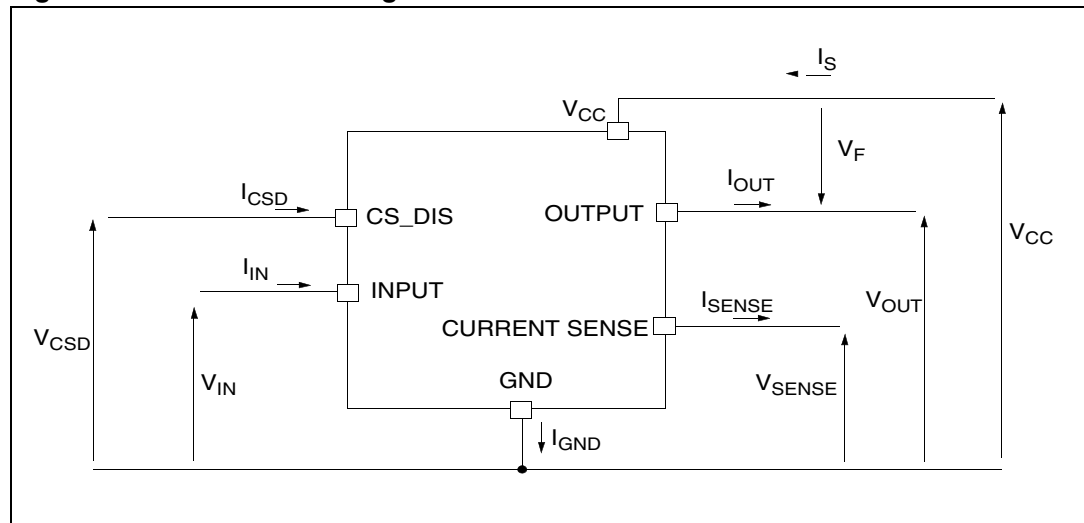 I_S
V_CC
V_F
I_CSD
I_OUT
CS_DIS
OUTPUT
V_CC
I_IN
INPUT
I_SENSE
V_OUT
CURRENT SENSE
V_CSD
V_IN
GND
V_SENSE
I_GND